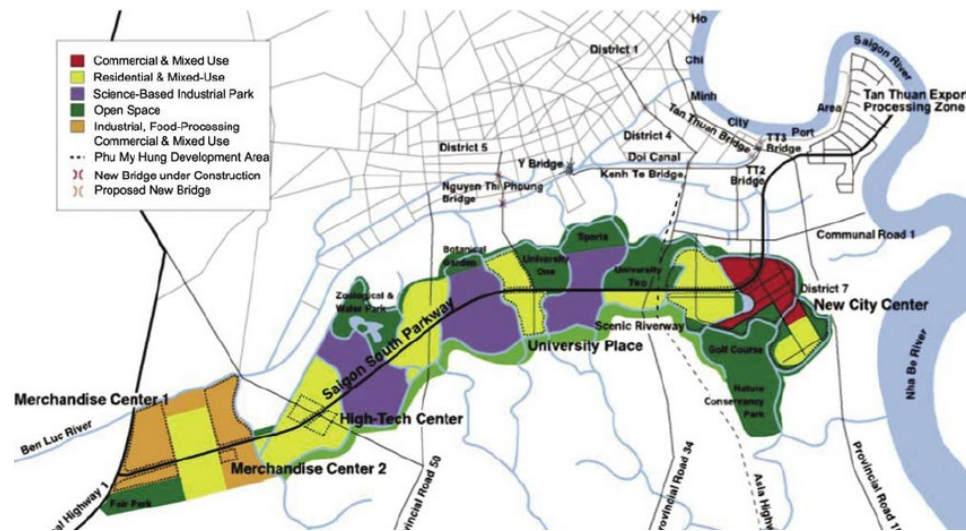 Commercial & Mixed Use
Residential & Mixed-Use
Science-Based Industrial Park
Open Space
Industrial, Food-Processing
Commercial & Mixed Use
Phu My Hung Development Area
New Bridge under Construction
Proposed New Bridge
Ho
Chi
Minh
City
Port
Area
District 1
Saigon River
Tan Thuan Export
Processing Zone
Tan Thuan Bridge
TT3
Bridge
District 4
District 5
Y Bridge
Doi Canal
Kenh Te Bridge
TT2
Bridge
Nguyen Thi Phoung
Bridge
Communal Road 1
Sports
Botanical
Garden
University
One
University
Two
District 7
New City Center
Zoological &
Water Park
Saigon South Parkway
Scenic Riverway
University Place
Golf Course
Nature
Conservancy
Park
Nha Be River
Merchandise Center 1
High-Tech Center
Ben Luc River
Merchandise Center 2
Fair Park
Highway 1
Provincial Road 50
Provincial Road 34
Asia High
Provincial Road